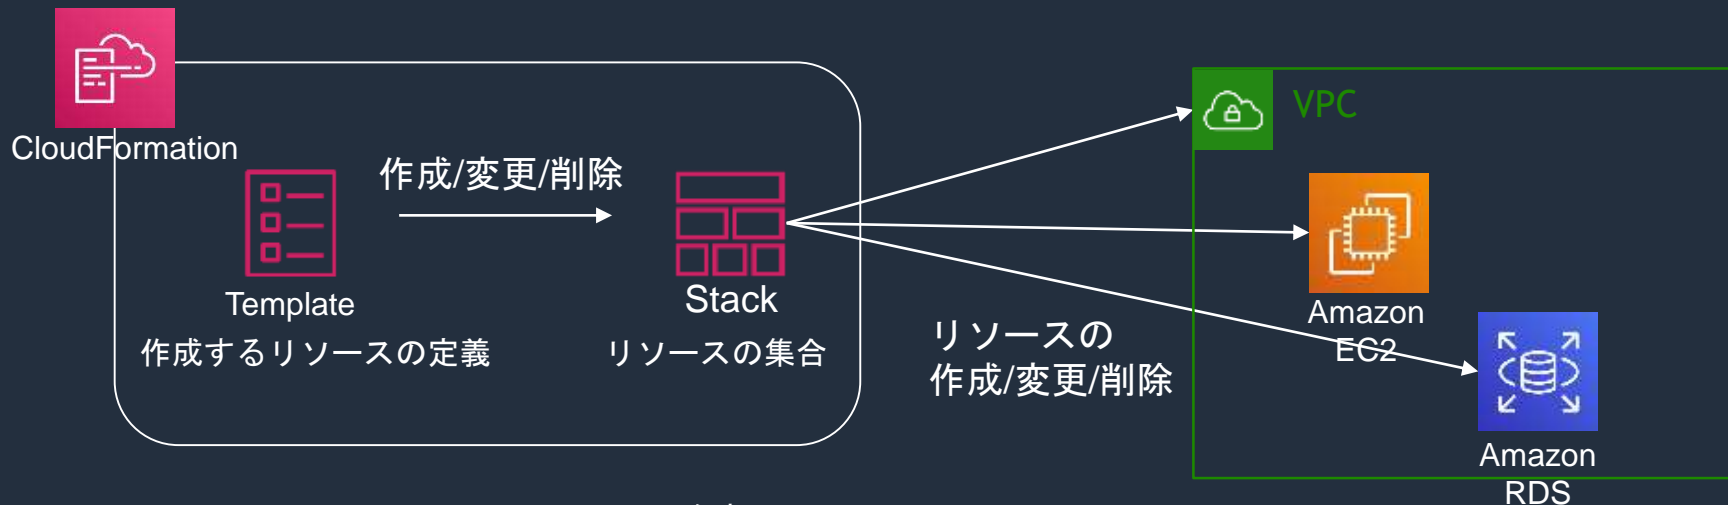 CloudFormation
作成/変更/削除
Template
作成するリソースの定義
Stack
リソースの集合
リソースの
作成/変更/削除
VPC
Amazon
EC2
Amazon
RDS